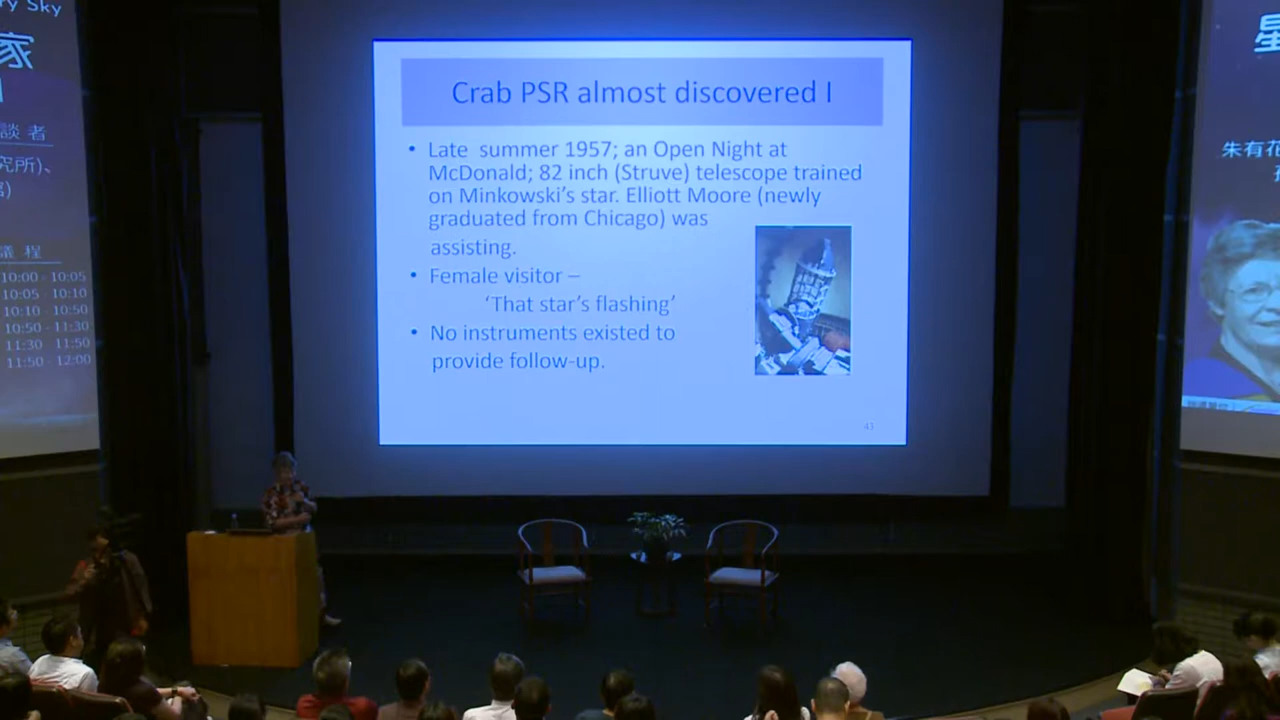 ry Sky
家
談 者
究所)、
議 程
10:00 - 10:05
10:05 - 10:10
10:10 - 10:50
10:50 - 11:30
11:30 - 11:50
11:50 - 12:00
Crab PSR almost discovered I
• Late summer 1957; an Open Night at
McDonald; 82 inch (Struve) telescope trained
on Minkowski's star. Elliott Moore (newly
graduated from Chicago) was
assisting.
• Female visitor –
'That star's flashing'
• No instruments existed to
provide follow-up.
43
星
朱有花